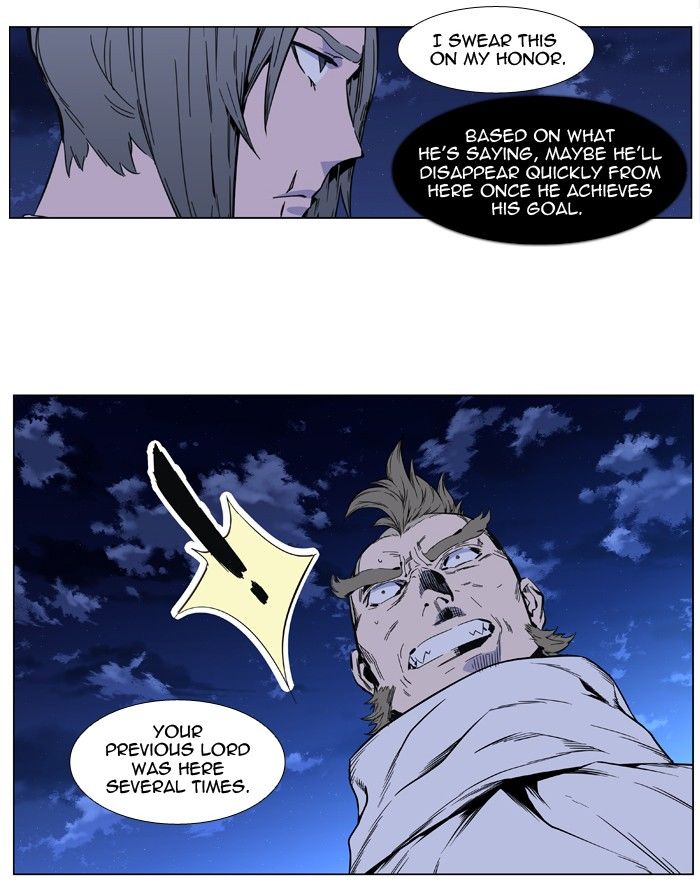 I SWEAR THIS
ON MY HONOR.
BASED ON WHAT
HE'S SAYING, MAYBE HE'LL
DISAPPEAR QUICKLY FROM
HERE ONCE HE ACHIEVES
HIS GOAL.
!
YOUR
PREVIOUS LORD
WAS HERE
SEVERAL TIMES.